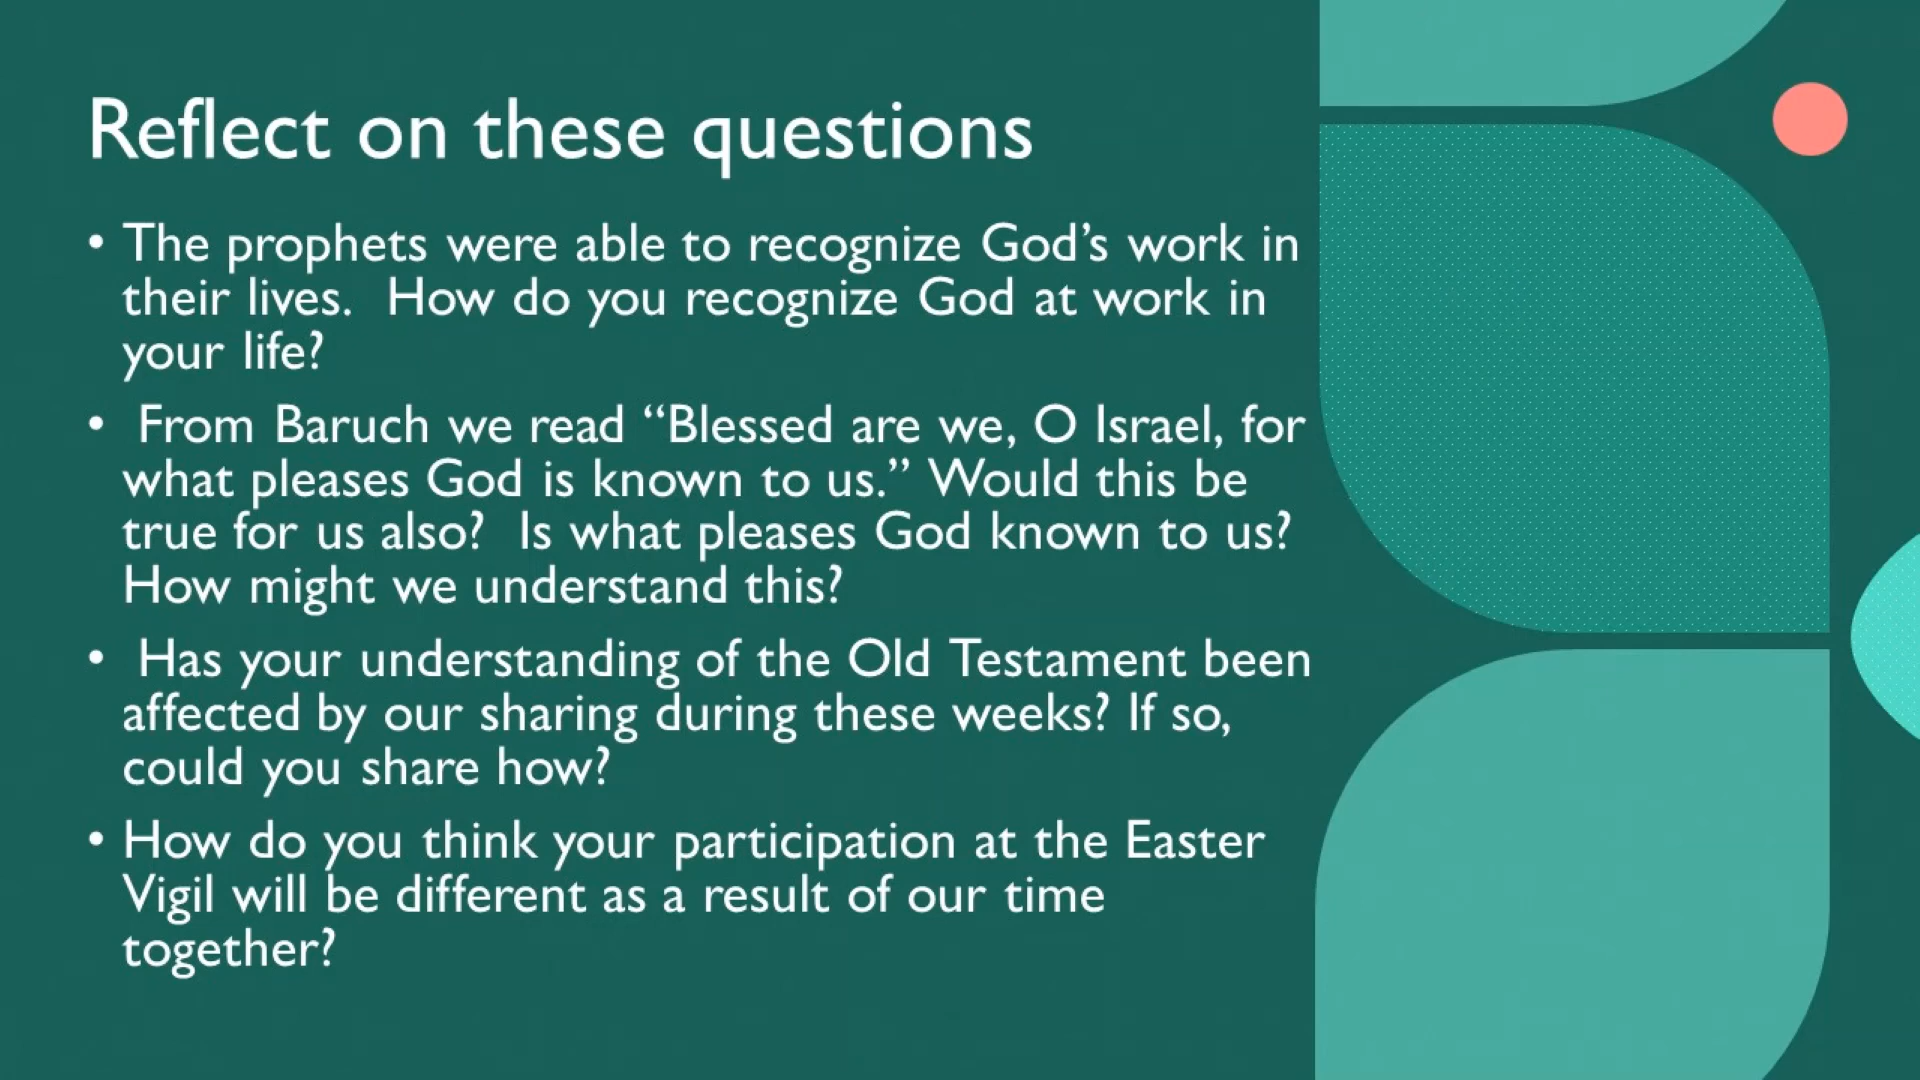 Reflect on these questions
• The prophets were able to recognize God’s work in
their lives.  How do you recognize God at work in
your life?
•  From Baruch we read “Blessed are we, O Israel, for
what pleases God is known to us.” Would this be
true for us also?  Is what pleases God known to us?
How might we understand this?
•  Has your understanding of the Old Testament been
affected by our sharing during these weeks? If so,
could you share how?
• How do you think your participation at the Easter
Vigil will be different as a result of our time
together?